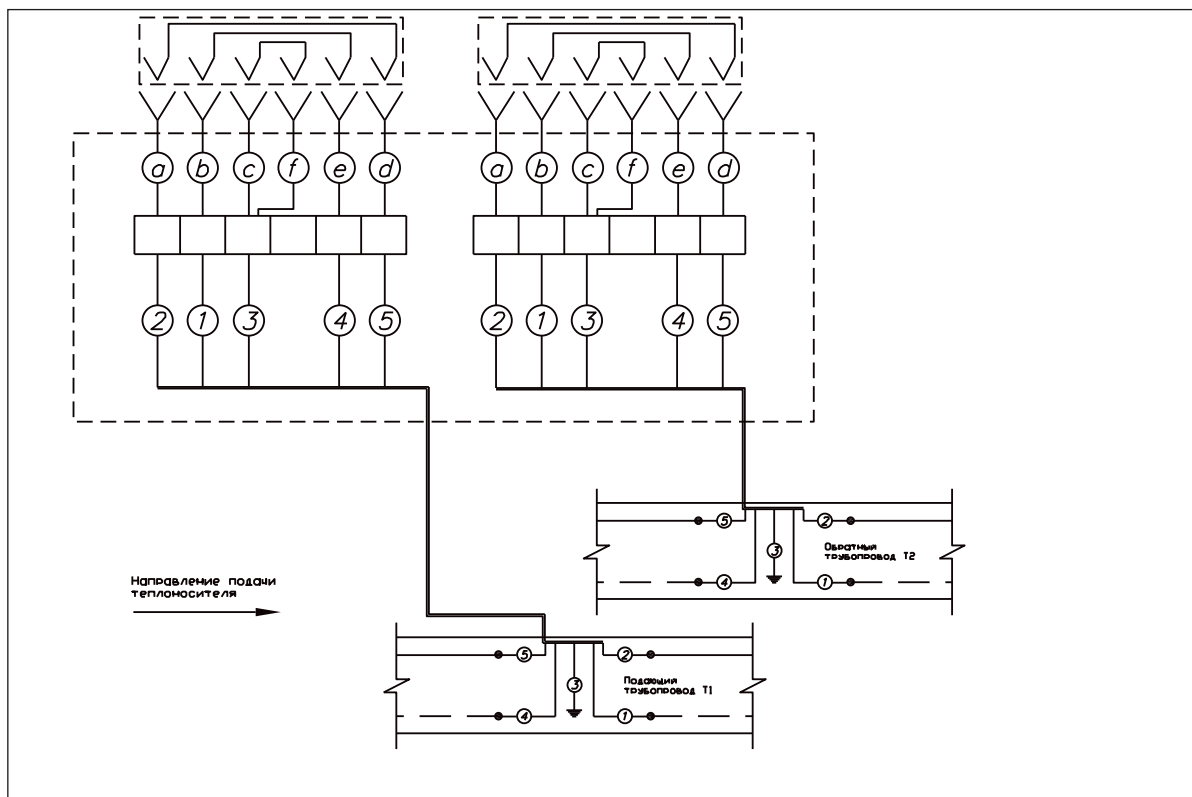 a b c f e d a b c f e d
2 1 3 4 5 2 1 3 4 5
5 2
3
Обратный
трубопровод Т2
4 1
Направление подачи
теплоносителя
5 2
3
Подающий
трубопровод Т1
4 1